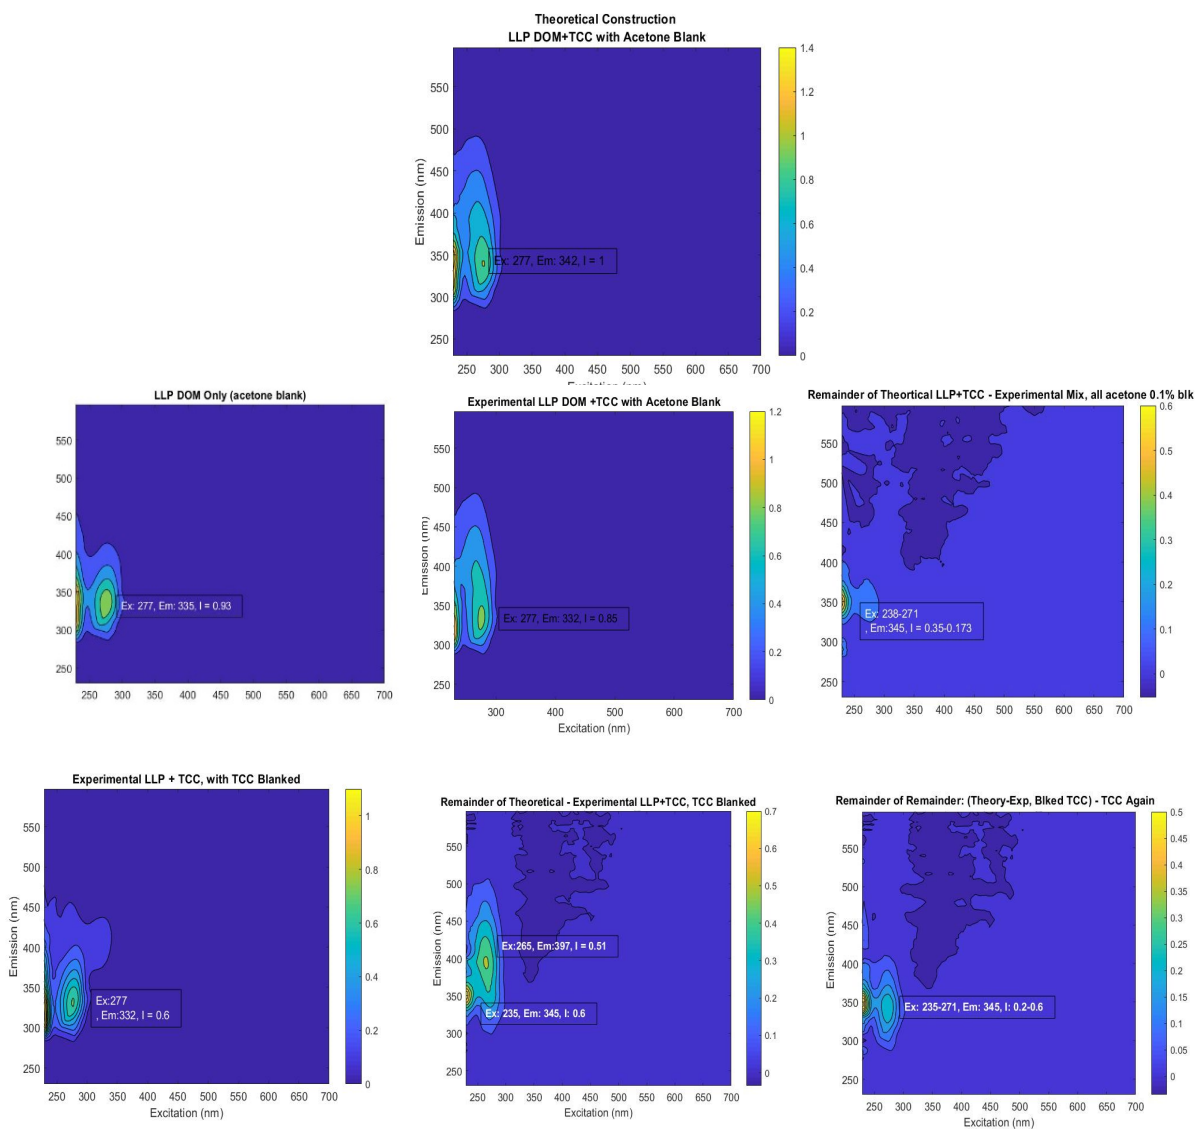 Theoretical Construction
LLP DOM+TCC with Acetone Blank
Emission (nm)
550
500
450
400
350
300
250
250 300 350 400 450 500 550 600 650 700
Excitation (nm)
Ex: 277, Em: 342, I = 1
1.4
1.2
1
0.8
0.6
0.4
0.2
0
LLP DOM Only (acetone blank)
550
500
450
400
350
300
250
250 300 350 400 450 500 550 600 650 700
Ex: 277, Em: 335, I = 0.93
Experimental LLP DOM +TCC with Acetone Blank
Emission (nm)
550
500
450
400
350
300
250
300 400 500 600 700
Excitation (nm)
Ex: 277, Em: 332, I = 0.85
1.2
1
0.8
0.6
0.4
0.2
0
Remainder of Theortical LLP+TCC - Experimental Mix, all acetone 0.1% blk
550
500
450
400
350
300
250
250 300 350 400 450 500 550 600 650 700
Ex: 238-271
, Em:345, I = 0.35-0.173
0.6
0.5
0.4
0.3
0.2
0.1
0
Experimental LLP + TCC, with TCC Blanked
Emission (nm)
550
500
450
400
350
300
250
250 300 350 400 450 500 550 600 650 700
Excitation (nm)
Ex:277
, Em:332, I = 0.6
1
0.8
0.6
0.4
0.2
0
Remainder of Theoretical - Experimental LLP+TCC, TCC Blanked
Emission (nm)
550
500
450
400
350
300
250
250 300 350 400 450 500 550 600 650 700
Excitation (nm)
Ex:265, Em:397, I = 0.51
Ex: 235, Em: 345, I: 0.6
0.7
0.6
0.5
0.4
0.3
0.2
0.1
0
Remainder of Remainder: (Theory-Exp, Blked TCC) - TCC Again
Emission (nm)
550
500
450
400
350
300
250
250 300 350 400 450 500 550 600 650 700
Excitation (nm)
Ex: 235-271, Em: 345, I: 0.2-0.6
0.5
0.45
0.4
0.35
0.3
0.25
0.2
0.15
0.1
0.05
0